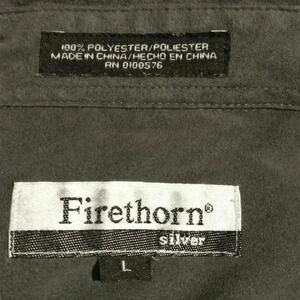 100% POLYESTER/POLIESTER
MADE IN CHINA/HECHO EN CHINA
RN 0100576
Firethorn®
silver
L